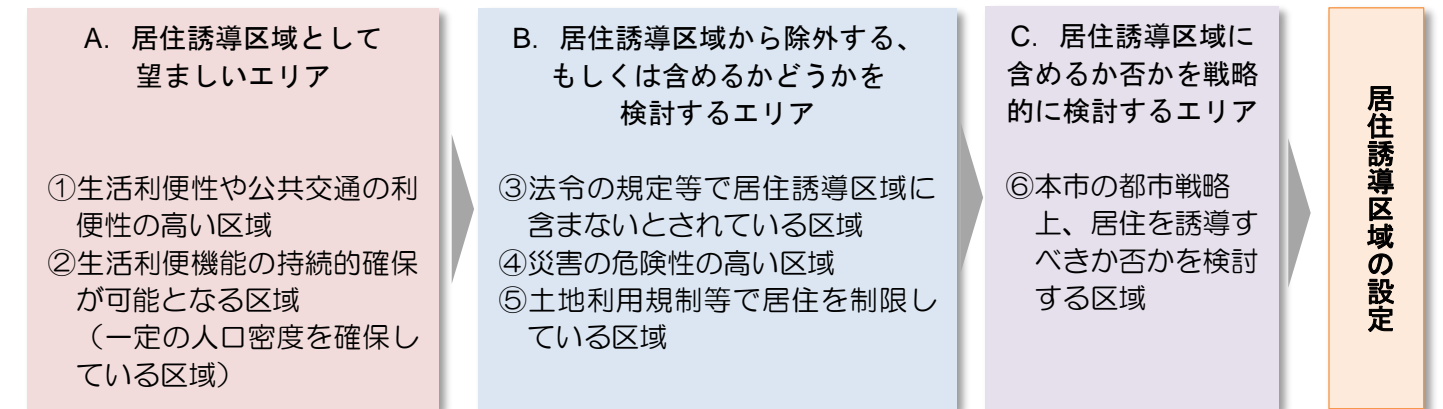 A. 居住誘導区域として
望ましいエリア
①生活利便性や公共交通の利
便性の高い区域
②生活利便機能の持続的確保
が可能となる区域
（一定の人口密度を確保し
ている区域）
B. 居住誘導区域から除外する、
もしくは含めるかどうかを
検討するエリア
③法令の規定等で居住誘導区域に
含まないとされている区域
④災害の危険性の高い区域
⑤土地利用規制等で居住を制限し
ている区域
C. 居住誘導区域に
含めるか否かを戦略
的に検討するエリア
⑥本市の都市戦略
上、居住を誘導す
べきか否かを検討
する区域
居住誘導区域の設定